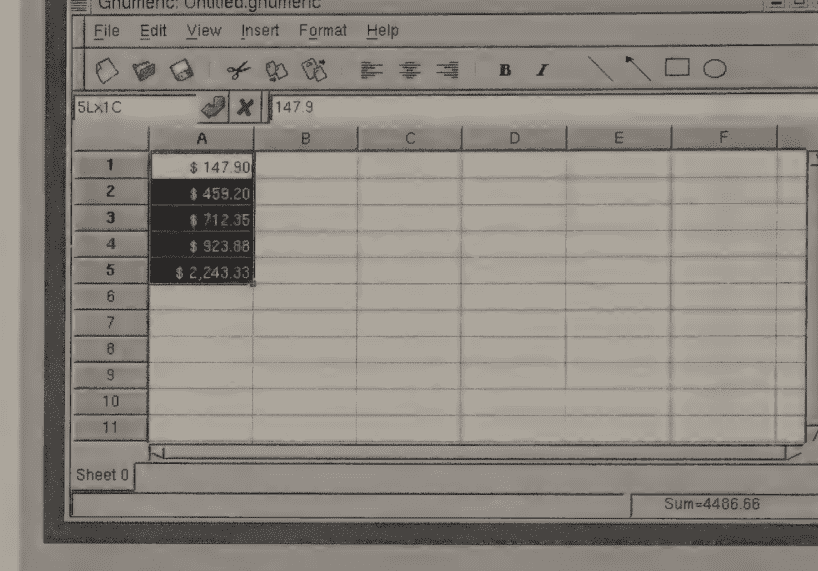 Gnumeric: Untitled.gnumeric
File Edit View Insert Format Help
B I
5Lx1C 147.9
A B C D E F
1 $ 147.90
2 $ 459.20
3 $ 712.35
4 $ 923.88
5 $ 2,243.33
6
7
8
9
10
11
Sheet 0
Sum=4486.66